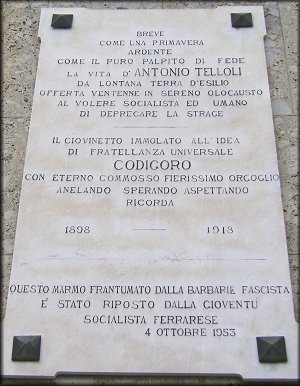 BREVE
COME UNA PRIMAVERA
ARDENTE
COME IL PURO PALPITO DI FEDE
LA VITA D'ANTONIO TELLOLI
DA LONTANA TERRA D'ESILIO
OFFERTA VENTENNE IN SERENO OLOCAUSTO
AL VOLERE SOCIALISTA ED UMANO
DI DEPRECARE LA STRAGE
IL GIOVINETTO IMMOLATO ALL'IDEA
DI FRATELLANZA UNIVERSALE
CODIGORO
CON ETERNO COMMOSSO FIERISSIMO ORGOGLIO
ANELANDO SPERANDO ASPETTANDO
RICORDA
1898 — 1918
QUESTO MARMO FRANTUMATO DALLA BARBARIE FASCISTA
E' STATO RIPOSTO DALLA GIOVENTÙ
SOCIALISTA FERRARESE
4 OTTOBRE 1953